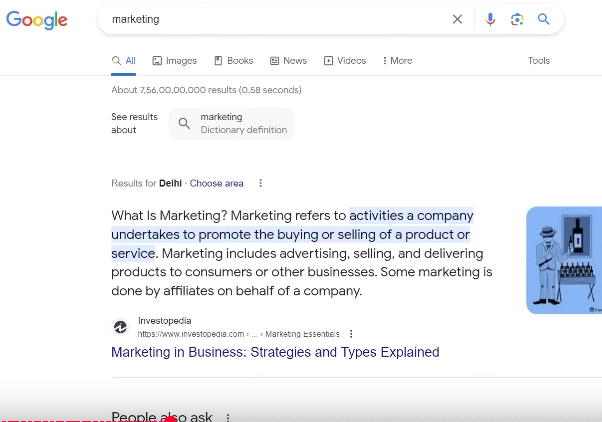 Google
marketing
All Images Books News Videos More Tools
About 7,56,00,00,000 results (0.58 seconds)
See results about
marketing
Dictionary definition
Results for Delhi · Choose area
What Is Marketing? Marketing refers to activities a company
undertakes to promote the buying or selling of a product or
service. Marketing includes advertising, selling, and delivering
products to consumers or other businesses. Some marketing is
done by affiliates on behalf of a company.
Investopedia
https://www.investopedia.com › ... › Marketing Essentials
Marketing in Business: Strategies and Types Explained
People also ask